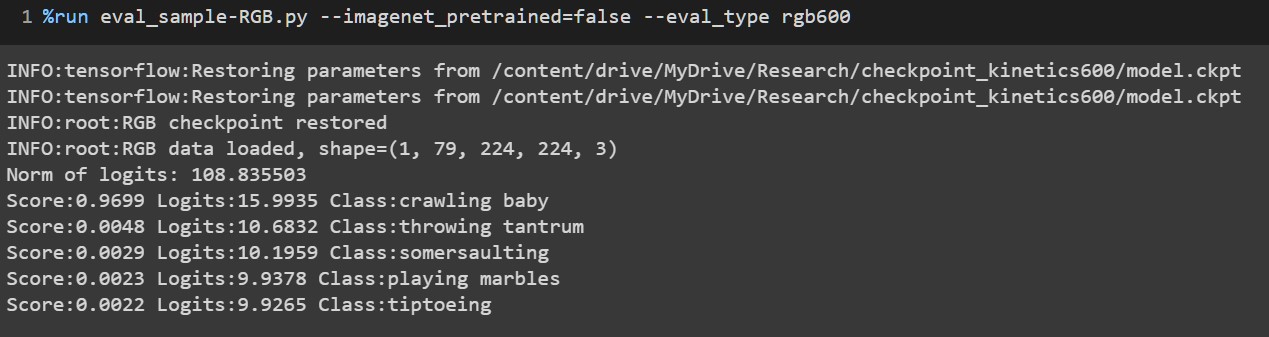 1 %run eval_sample-RGB.py --imagenet_pretrained=false --eval_type rgb600
INFO:tensorflow:Restoring parameters from /content/drive/MyDrive/Research/checkpoint_kinetics600/model.ckpt
INFO:tensorflow:Restoring parameters from /content/drive/MyDrive/Research/checkpoint_kinetics600/model.ckpt
INFO:root:RGB checkpoint restored
INFO:root:RGB data loaded, shape=(1, 79, 224, 224, 3)
Norm of logits: 108.835503
Score:0.9699 Logits:15.9935 Class:crawling baby
Score:0.0048 Logits:10.6832 Class:throwing tantrum
Score:0.0029 Logits:10.1959 Class:somersaulting
Score:0.0023 Logits:9.9378 Class:playing marbles
Score:0.0022 Logits:9.9265 Class:tiptoeing